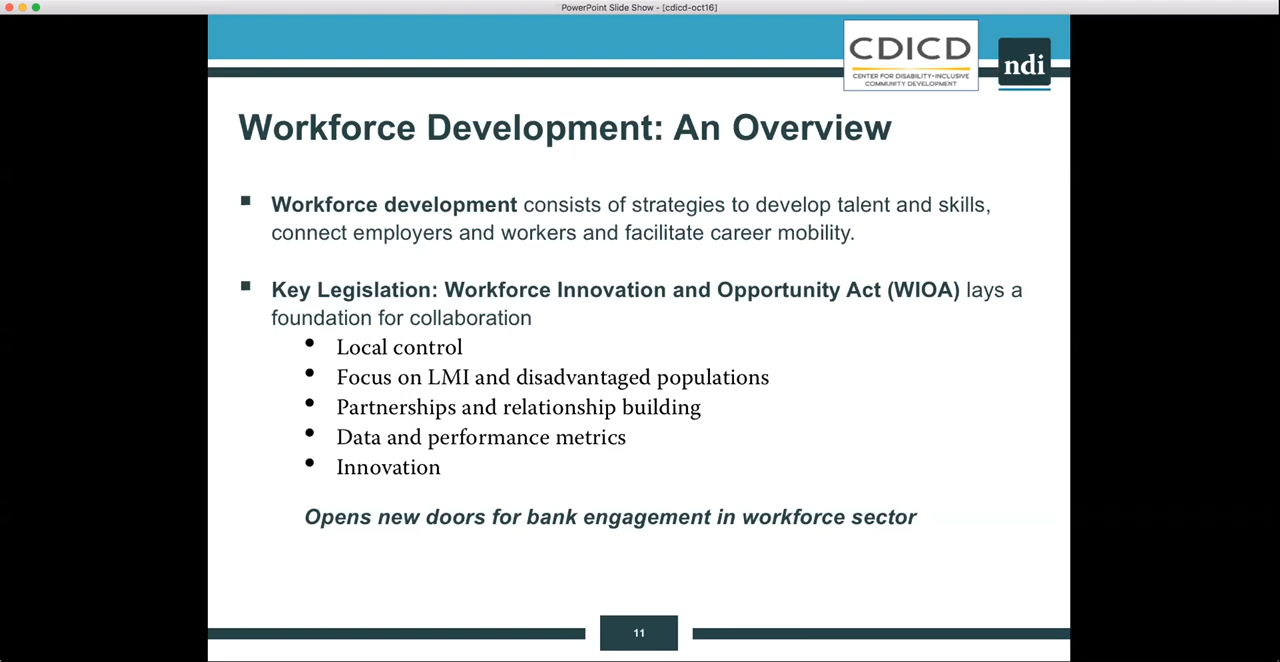 PowerPoint Slide Show - [cdicd-oct16]
CDICD
CENTER FOR DISABILITY-INCLUSIVE
COMMUNITY DEVELOPMENT
ndi
Workforce Development: An Overview
▪ Workforce development consists of strategies to develop talent and skills,
connect employers and workers and facilitate career mobility.
▪ Key Legislation: Workforce Innovation and Opportunity Act (WIOA) lays a
foundation for collaboration
• Local control
• Focus on LMI and disadvantaged populations
• Partnerships and relationship building
• Data and performance metrics
• Innovation
Opens new doors for bank engagement in workforce sector
11